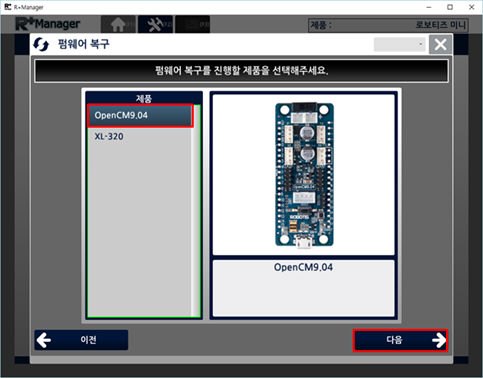 R+Manager
R+Manager
제품 :
로보티즈 미니
펌웨어 복구
펌웨어 복구를 진행할 제품을 선택해주세요.
제품
OpenCM9.04
XL-320
ROBOTIS
OpenCM9.04
이전
다음